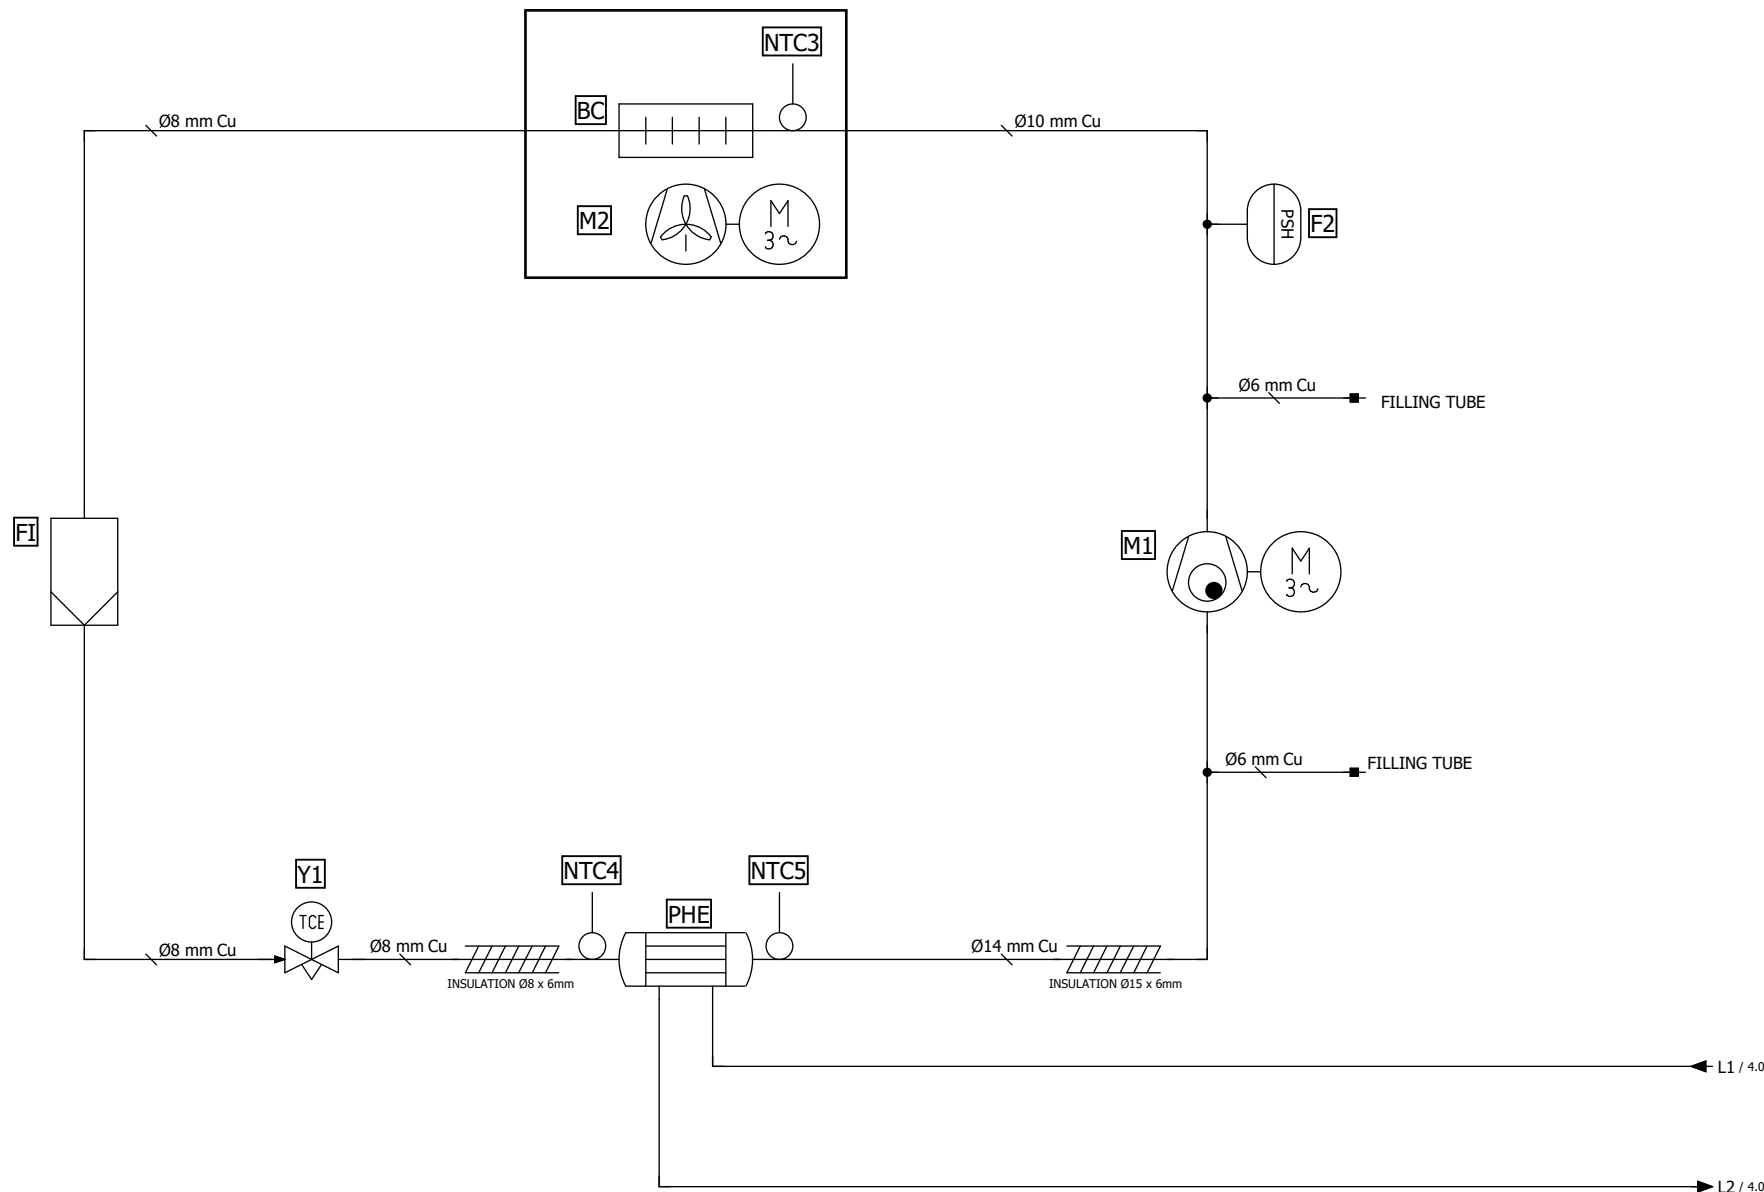 NTC3
BC
Ø8 mm Cu
Ø10 mm Cu
M2
M
3~
PSH
F2
Ø6 mm Cu
FILLING TUBE
FI
M1
M
3~
Ø6 mm Cu
FILLING TUBE
Y1
NTC4
NTC5
PHE
TCE
Ø8 mm Cu
Ø8 mm Cu
Ø14 mm Cu
INSULATION Ø8 x 6mm
INSULATION Ø15 x 6mm
L1 / 4.0
L2 / 4.0